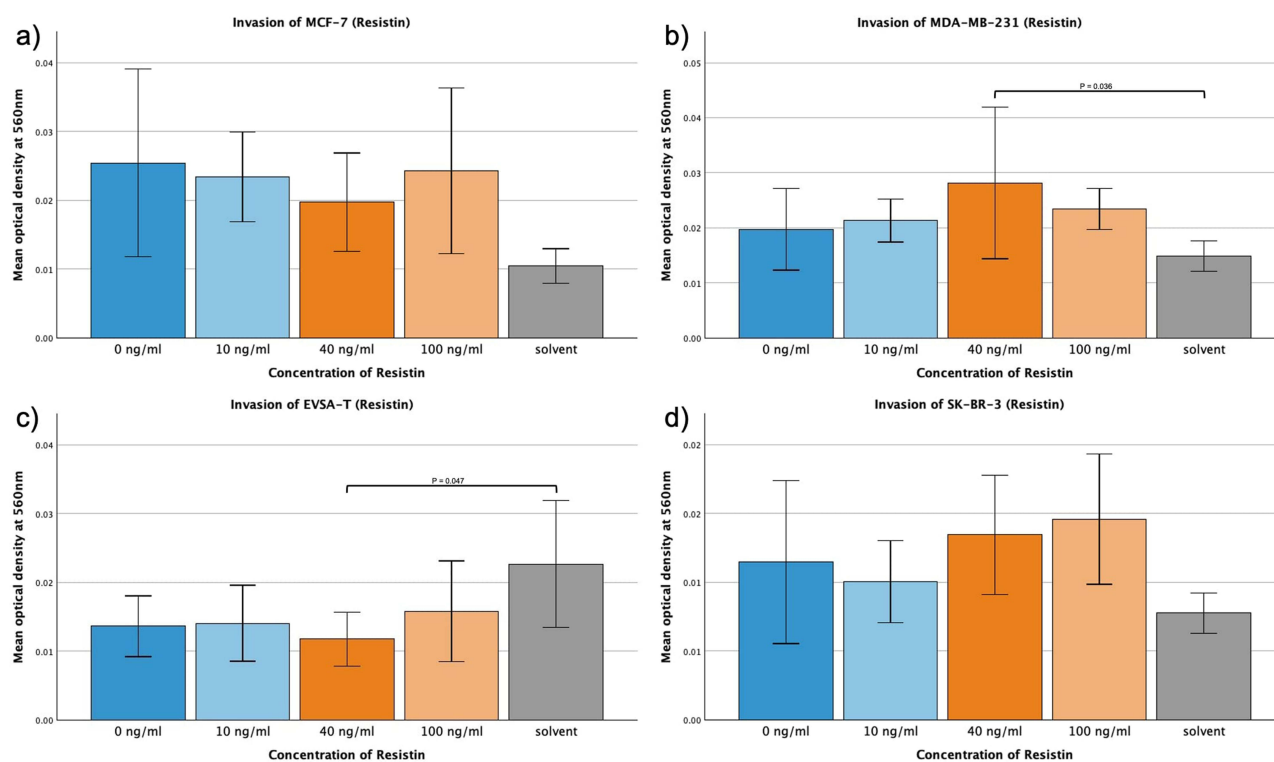 a)
Invasion of MCF-7 (Resistin)
Mean optical density at 560nm
0.04
0.03
0.02
0.01
0.00
0 ng/ml 10 ng/ml 40 ng/ml 100 ng/ml solvent
Concentration of Resistin
b)
Invasion of MDA-MB-231 (Resistin)
Mean optical density at 560nm
0.05
0.04
0.03
0.02
0.01
0.00
P = 0.036
0 ng/ml 10 ng/ml 40 ng/ml 100 ng/ml solvent
Concentration of Resistin
c)
Invasion of EVSA-T (Resistin)
Mean optical density at 560nm
0.04
0.03
0.02
0.01
0.00
P = 0.047
0 ng/ml 10 ng/ml 40 ng/ml 100 ng/ml solvent
Concentration of Resistin
d)
Invasion of SK-BR-3 (Resistin)
Mean optical density at 560nm
0.02
0.02
0.01
0.01
0.00
0 ng/ml 10 ng/ml 40 ng/ml 100 ng/ml solvent
Concentration of Resistin